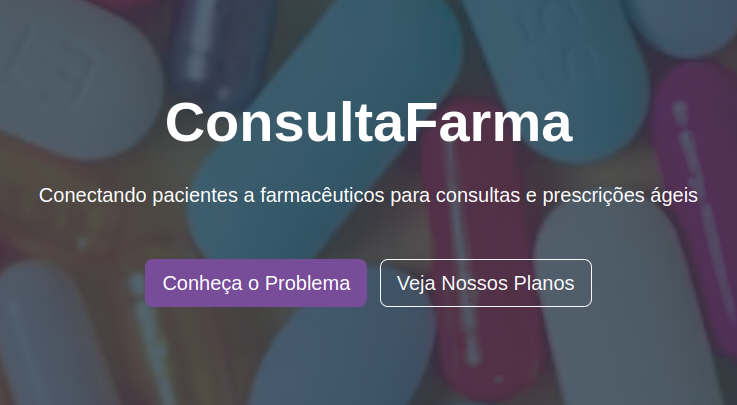 ConsultaFarma
Conectando pacientes a farmacêuticos para consultas e prescrições ágeis
Conheça o Problema
Veja Nossos Planos